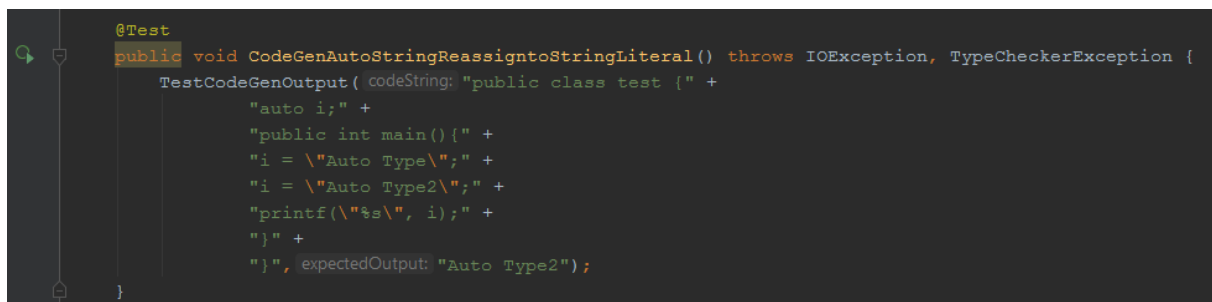 @Test
public void CodeGenAutoStringReassigntoStringLiteral() throws IOException, TypeCheckerException {
TestCodeGenOutput( codeString: "public class test {" +
"auto i;" +
"public int main(){" +
"i = \"Auto Type\";" +
"i = \"Auto Type2\";" +
"printf(\"%s\", i);" +
"}" +
"}", expectedOutput: "Auto Type2");
}